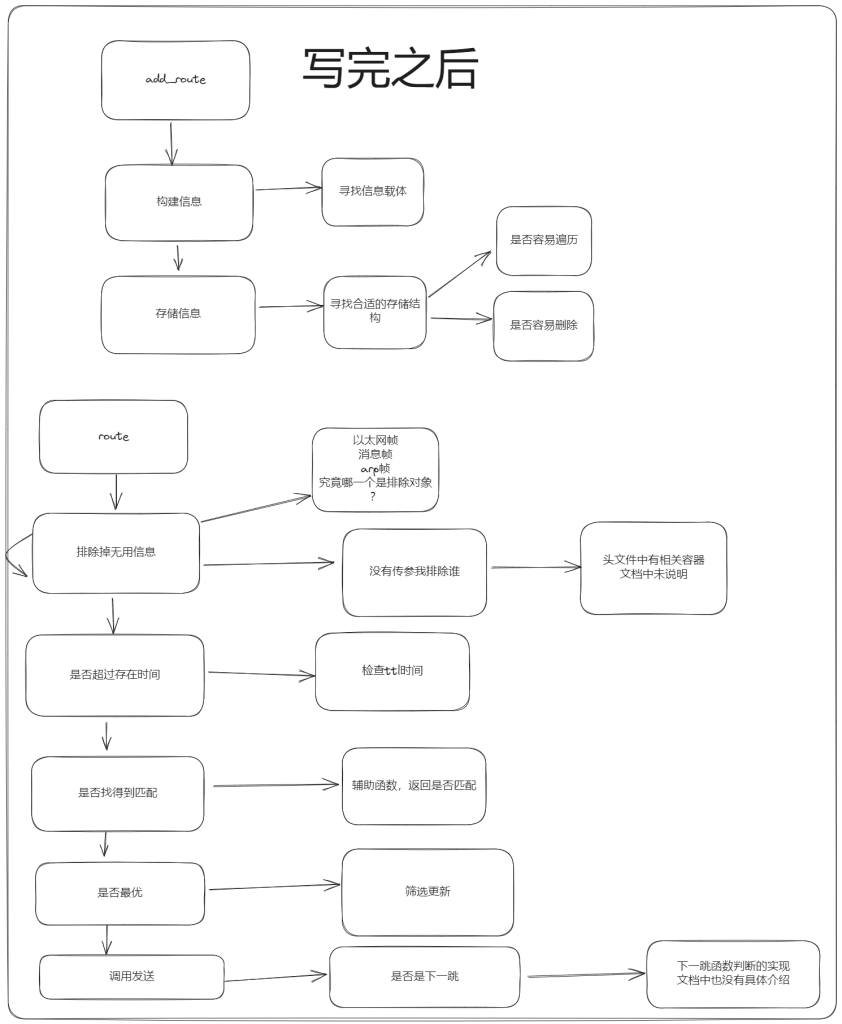 写完之后
add_route
构建信息
寻找信息载体
存储信息
寻找合适的存储结
构
是否容易遍历
是否容易删除
route
以太网帧
消息帧
arp帧
究竟哪一个是排除对象
?
排除掉无用信息
没有传参我排除谁
头文件中有相关容器
文档中未说明
是否超过存在时间
检查ttl时间
是否找得到匹配
辅助函数，返回是否匹配
是否最优
筛选更新
调用发送
是否是下一跳
下一跳函数判断的实现
文档中也没有具体介绍